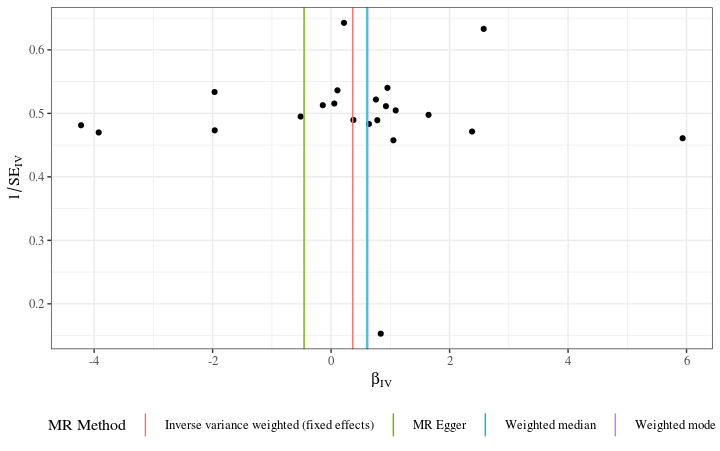 0.6
0.5
0.4
0.3
0.2
1/SE_IV
-4 -2 0 2 4 6
β_IV
MR Method Inverse variance weighted (fixed effects) MR Egger Weighted median Weighted mode